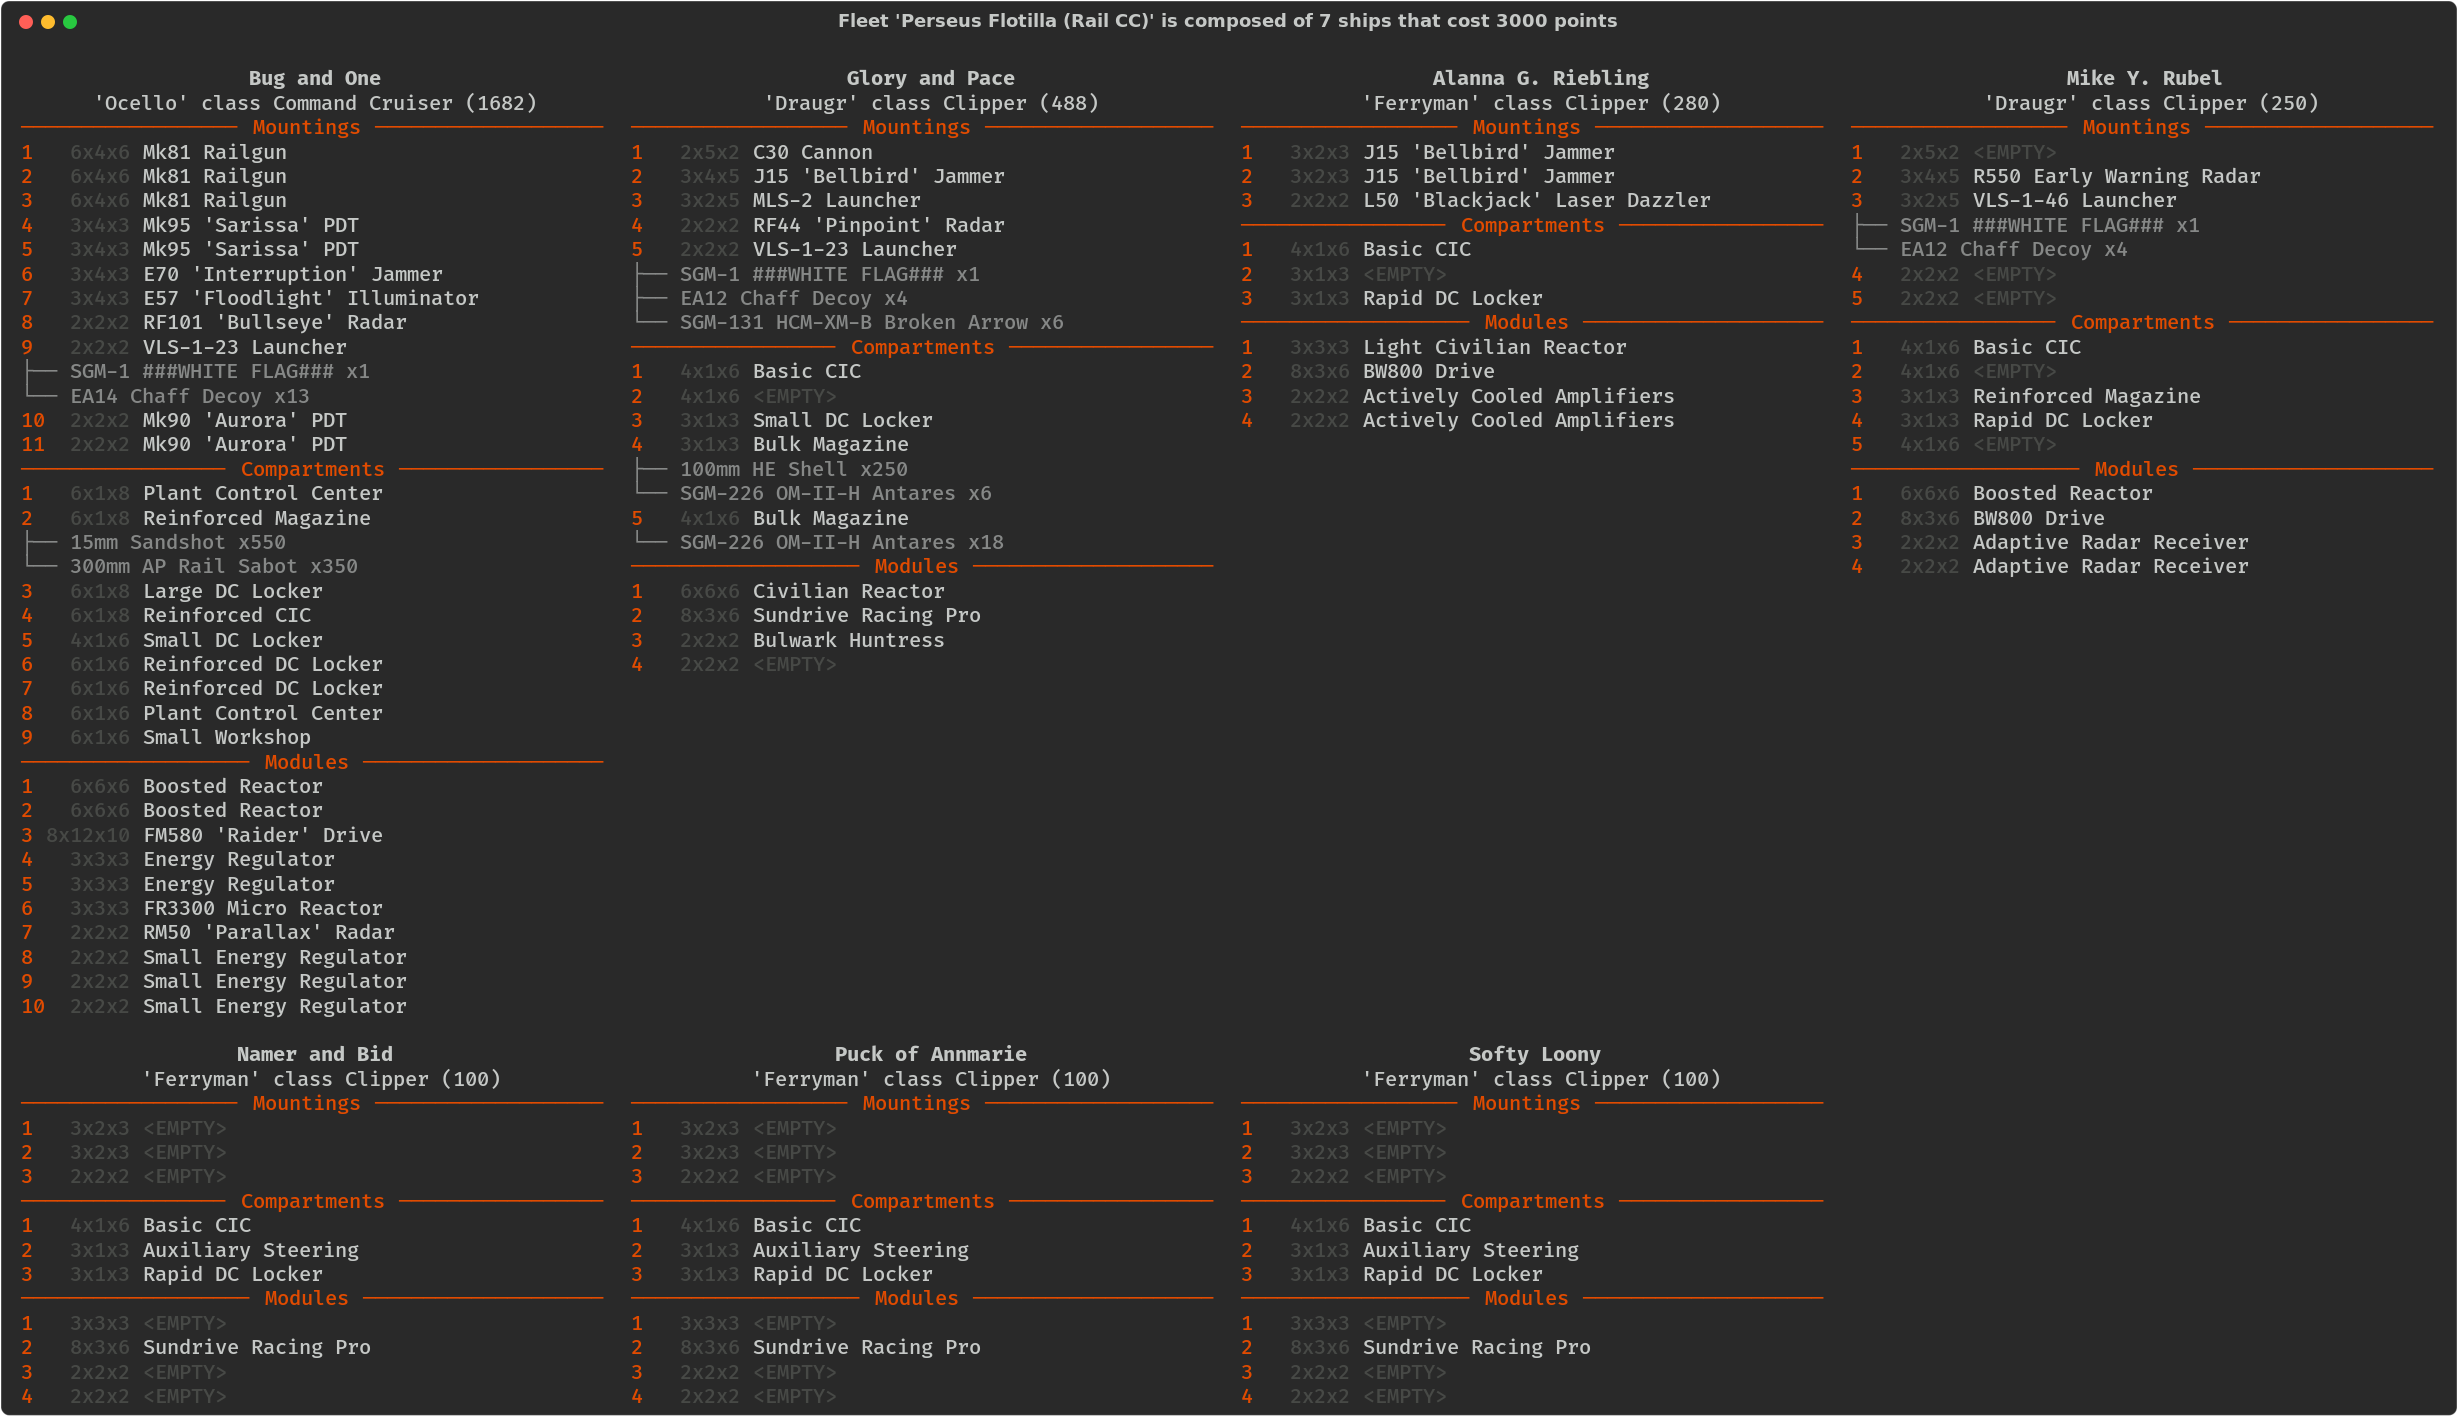 Fleet 'Perseus Flotilla (Rail CC)' is composed of 7 ships that cost 3000 points
Bug and One
'Ocello' class Command Cruiser (1682)
Mountings
1 6x4x6 Mk81 Railgun
2 6x4x6 Mk81 Railgun
3 6x4x6 Mk81 Railgun
4 3x4x3 Mk95 'Sarissa' PDT
5 3x4x3 Mk95 'Sarissa' PDT
6 3x4x3 E70 'Interruption' Jammer
7 3x4x3 E57 'Floodlight' Illuminator
8 2x2x2 RF101 'Bullseye' Radar
9 2x2x2 VLS-1-23 Launcher
├── SGM-1 ###WHITE FLAG### x1
└── EA14 Chaff Decoy x13
10 2x2x2 Mk90 'Aurora' PDT
11 2x2x2 Mk90 'Aurora' PDT
Compartments
1 6x1x8 Plant Control Center
2 6x1x8 Reinforced Magazine
├── 15mm Sandshot x550
└── 300mm AP Rail Sabot x350
3 6x1x8 Large DC Locker
4 6x1x8 Reinforced CIC
5 4x1x6 Small DC Locker
6 6x1x6 Reinforced DC Locker
7 6x1x6 Reinforced DC Locker
8 6x1x6 Plant Control Center
9 6x1x6 Small Workshop
Modules
1 6x6x6 Boosted Reactor
2 6x6x6 Boosted Reactor
3 8x12x10 FM580 'Raider' Drive
4 3x3x3 Energy Regulator
5 3x3x3 Energy Regulator
6 3x3x3 FR3300 Micro Reactor
7 2x2x2 RM50 'Parallax' Radar
8 2x2x2 Small Energy Regulator
9 2x2x2 Small Energy Regulator
10 2x2x2 Small Energy Regulator
Glory and Pace
'Draugr' class Clipper (488)
Mountings
1 2x5x2 C30 Cannon
2 3x4x5 J15 'Bellbird' Jammer
3 3x2x5 MLS-2 Launcher
4 2x2x2 RF44 'Pinpoint' Radar
5 2x2x2 VLS-1-23 Launcher
├── SGM-1 ###WHITE FLAG### x1
├── EA12 Chaff Decoy x4
└── SGM-131 HCM-XM-B Broken Arrow x6
Compartments
1 4x1x6 Basic CIC
2 4x1x6 <EMPTY>
3 3x1x3 Small DC Locker
4 3x1x3 Bulk Magazine
├── 100mm HE Shell x250
└── SGM-226 OM-II-H Antares x6
5 4x1x6 Bulk Magazine
└── SGM-226 OM-II-H Antares x18
Modules
1 6x6x6 Civilian Reactor
2 8x3x6 Sundrive Racing Pro
3 2x2x2 Bulwark Huntress
4 2x2x2 <EMPTY>
Alanna G. Riebling
'Ferryman' class Clipper (280)
Mountings
1 3x2x3 J15 'Bellbird' Jammer
2 3x2x3 J15 'Bellbird' Jammer
3 2x2x2 L50 'Blackjack' Laser Dazzler
Compartments
1 4x1x6 Basic CIC
2 3x1x3 <EMPTY>
3 3x1x3 Rapid DC Locker
Modules
1 3x3x3 Light Civilian Reactor
2 8x3x6 BW800 Drive
3 2x2x2 Actively Cooled Amplifiers
4 2x2x2 Actively Cooled Amplifiers
Mike Y. Rubel
'Draugr' class Clipper (250)
Mountings
1 2x5x2 <EMPTY>
2 3x4x5 R550 Early Warning Radar
3 3x2x5 VLS-1-46 Launcher
├── SGM-1 ###WHITE FLAG### x1
└── EA12 Chaff Decoy x4
4 2x2x2 <EMPTY>
5 2x2x2 <EMPTY>
Compartments
1 4x1x6 Basic CIC
2 4x1x6 <EMPTY>
3 3x1x3 Reinforced Magazine
4 3x1x3 Rapid DC Locker
5 4x1x6 <EMPTY>
Modules
1 6x6x6 Boosted Reactor
2 8x3x6 BW800 Drive
3 2x2x2 Adaptive Radar Receiver
4 2x2x2 Adaptive Radar Receiver
Namer and Bid
'Ferryman' class Clipper (100)
Mountings
1 3x2x3 <EMPTY>
2 3x2x3 <EMPTY>
3 2x2x2 <EMPTY>
Compartments
1 4x1x6 Basic CIC
2 3x1x3 Auxiliary Steering
3 3x1x3 Rapid DC Locker
Modules
1 3x3x3 <EMPTY>
2 8x3x6 Sundrive Racing Pro
3 2x2x2 <EMPTY>
4 2x2x2 <EMPTY>
Puck of Annmarie
'Ferryman' class Clipper (100)
Mountings
1 3x2x3 <EMPTY>
2 3x2x3 <EMPTY>
3 2x2x2 <EMPTY>
Compartments
1 4x1x6 Basic CIC
2 3x1x3 Auxiliary Steering
3 3x1x3 Rapid DC Locker
Modules
1 3x3x3 <EMPTY>
2 8x3x6 Sundrive Racing Pro
3 2x2x2 <EMPTY>
4 2x2x2 <EMPTY>
Softy Loony
'Ferryman' class Clipper (100)
Mountings
1 3x2x3 <EMPTY>
2 3x2x3 <EMPTY>
3 2x2x2 <EMPTY>
Compartments
1 4x1x6 Basic CIC
2 3x1x3 Auxiliary Steering
3 3x1x3 Rapid DC Locker
Modules
1 3x3x3 <EMPTY>
2 8x3x6 Sundrive Racing Pro
3 2x2x2 <EMPTY>
4 2x2x2 <EMPTY>